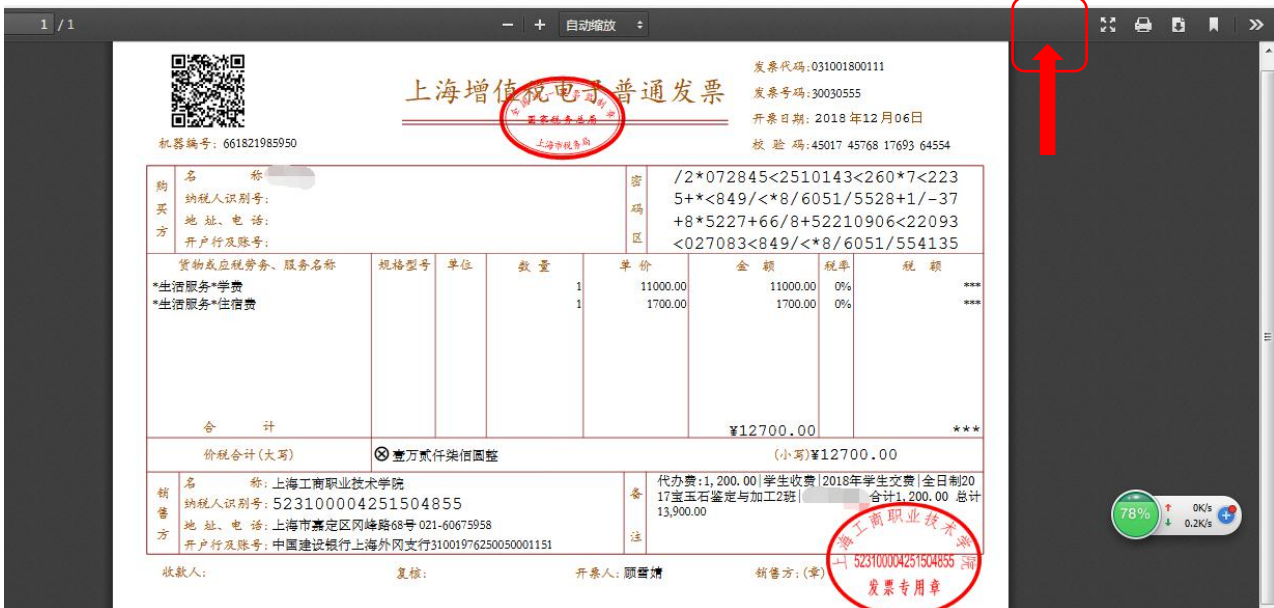 1 / 1
自动缩放
上海增值税电子普通发票
国家税务总局
上海市税务局
发票代码:031001800111
发票号码:30030555
开票日期: 2018 年12 月06日
校 验 码:45017 45768 17693 64554
机器编号: 661821985950
购买方
名 称
纳税人识别号:
地 址、电 话:
开户行及账号:
密码区
/2*072845<2510143<260*7<223
5+*<849/<*8/6051/5528+1/-37
+8*5227+66/8+52210906<22093
<027083<849/<*8/6051/554135
货物或应税劳务、服务名称 规格型号 单位 数 量 单 价 金 额 税率 税 额
*生活服务*学费 1 11000.00 11000.00 0% ***
*生活服务*住宿费 1 1700.00 1700.00 0% ***
合 计 ¥12700.00 ***
价税合计(大写) ⊗壹万贰仟柒佰圆整 (小写)¥12700.00
销售方
名 称: 上海工商职业技术学院
纳税人识别号: 523100004251504855
地 址、电 话: 上海市嘉定区冈峰路68号 021-60675958
开户行及账号: 中国建设银行上海外冈支行31001976250050001151
备注
代办费:1,200.00|学生收费|2018年学生交费|全日制20
17宝玉石鉴定与加工2班| 合计1,200.00 总计
13,900.00
上海工商职业技术学院
523100004251504855
发票专用章
收款人: 复核: 开票人: 顾雪婧 销售方: (章)
78%
0K/s
0.2K/s